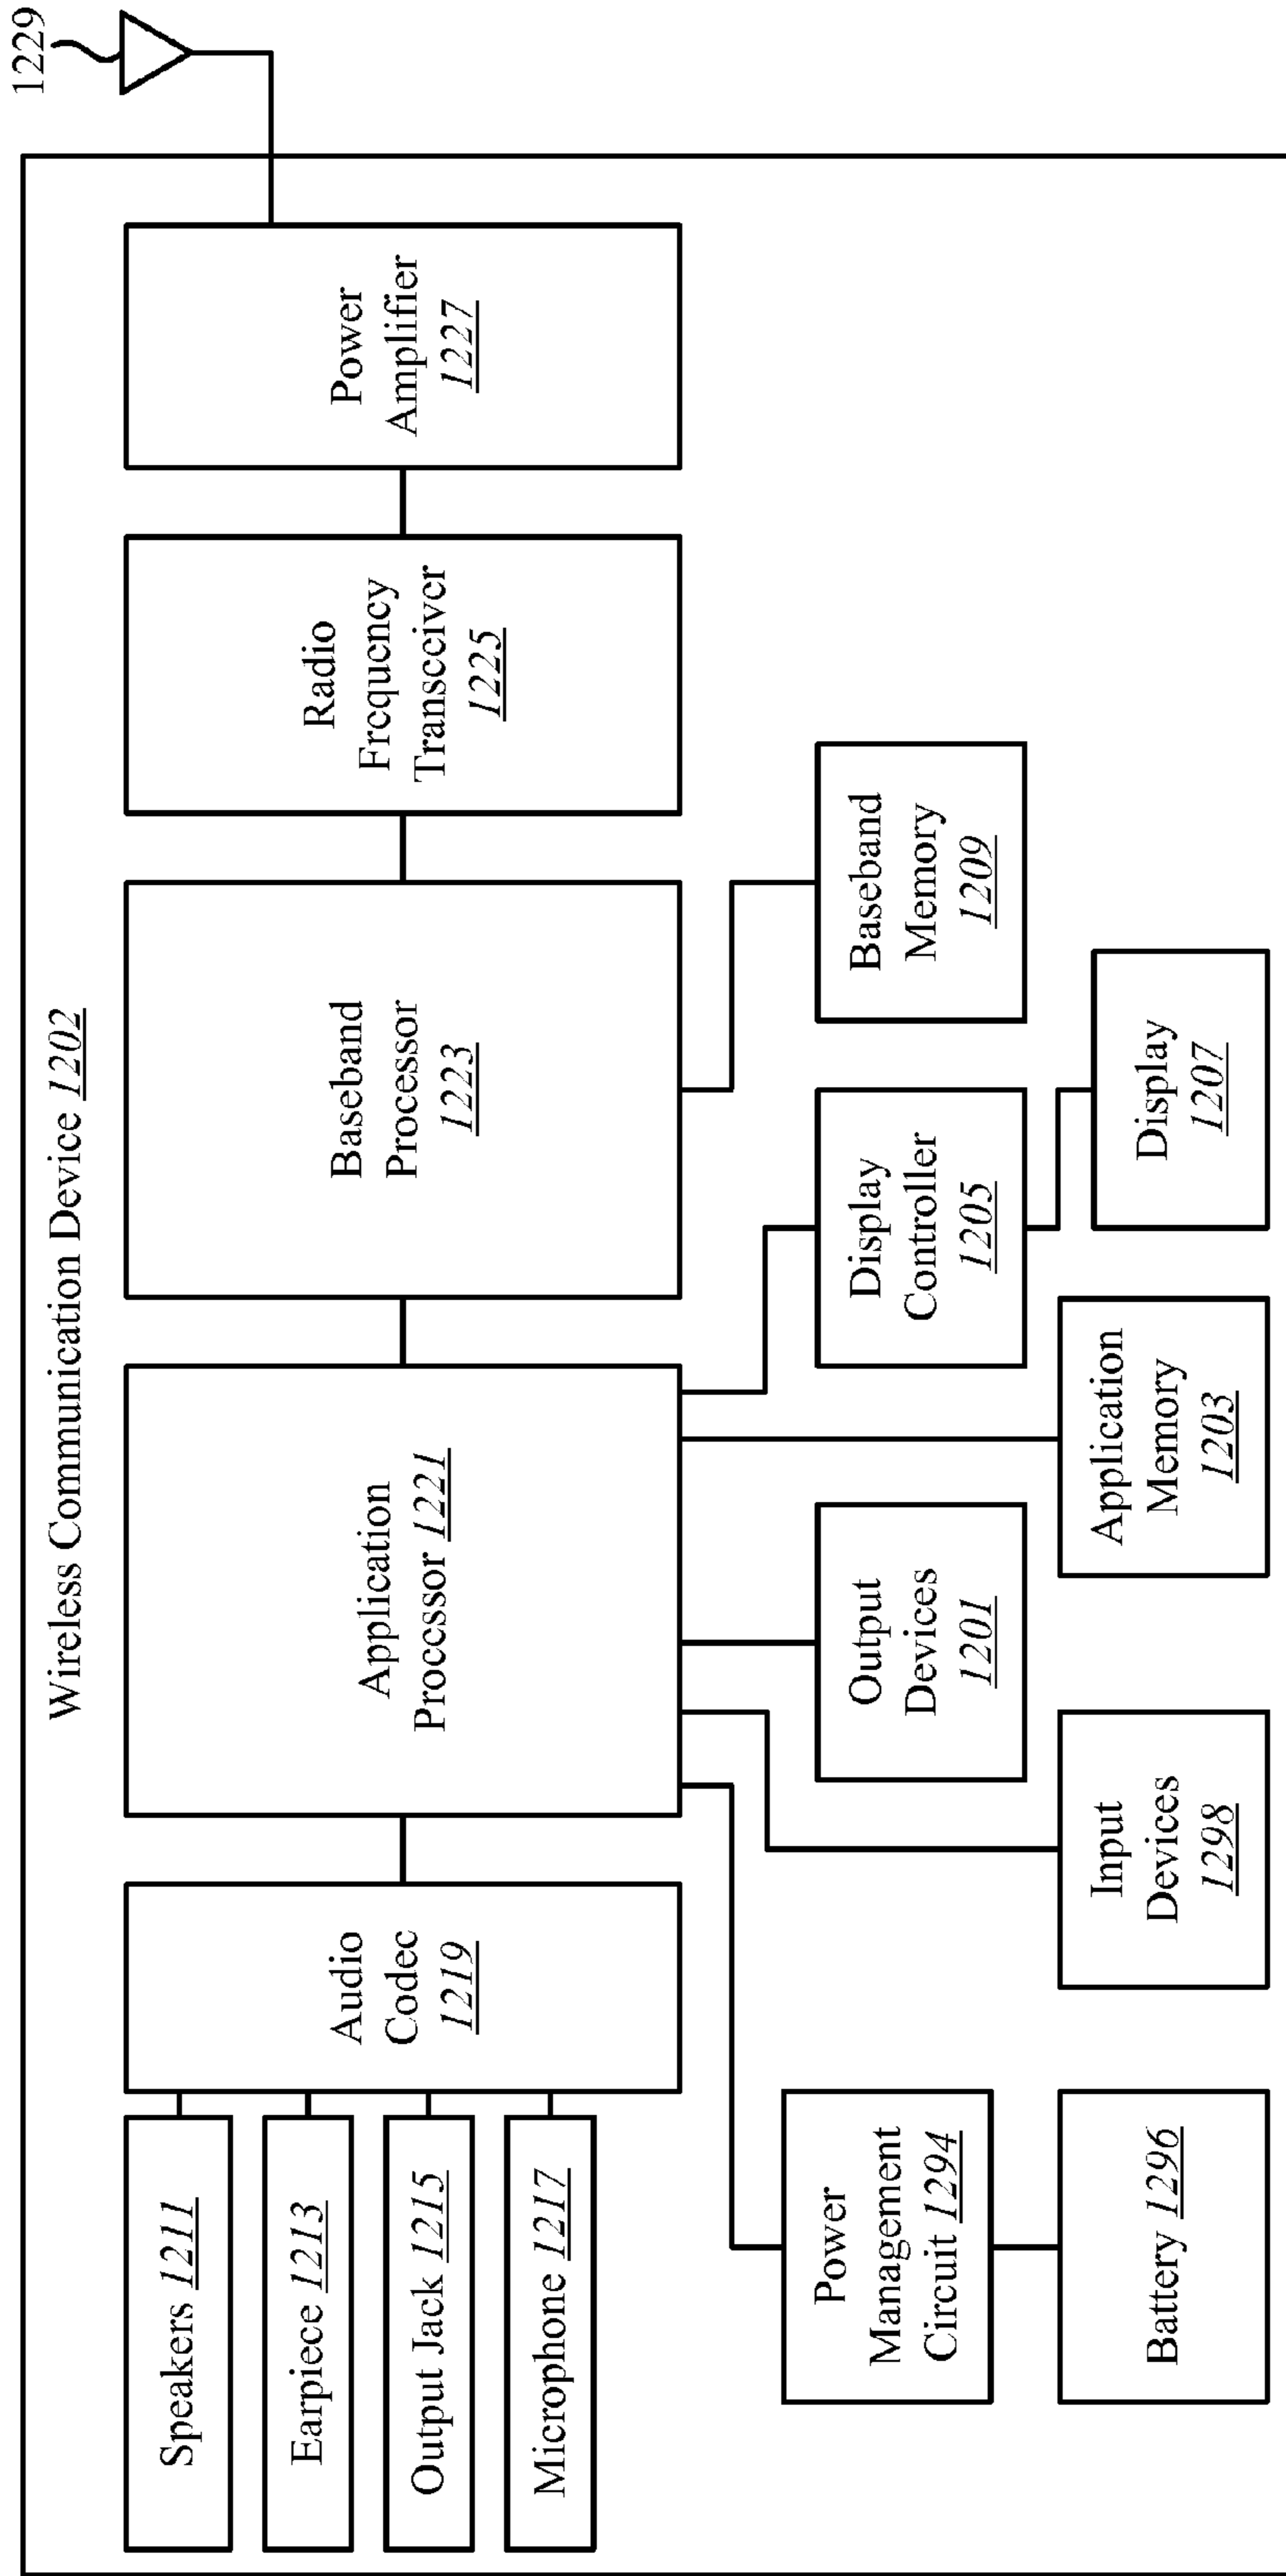 Wireless Communication Device 1202
1229
Speakers 1211
Earpiece 1213
Output Jack 1215
Microphone 1217
Audio
Codec
1219
Application
Processor 1221
Baseband
Processor
1223
Radio
Frequency
Transceiver
1225
Power
Amplifier
1227
Power
Management
Circuit 1294
Battery 1296
Input
Devices
1298
Output
Devices
1201
Application
Memory
1203
Display
Controller
1205
Display
1207
Baseband
Memory
1209